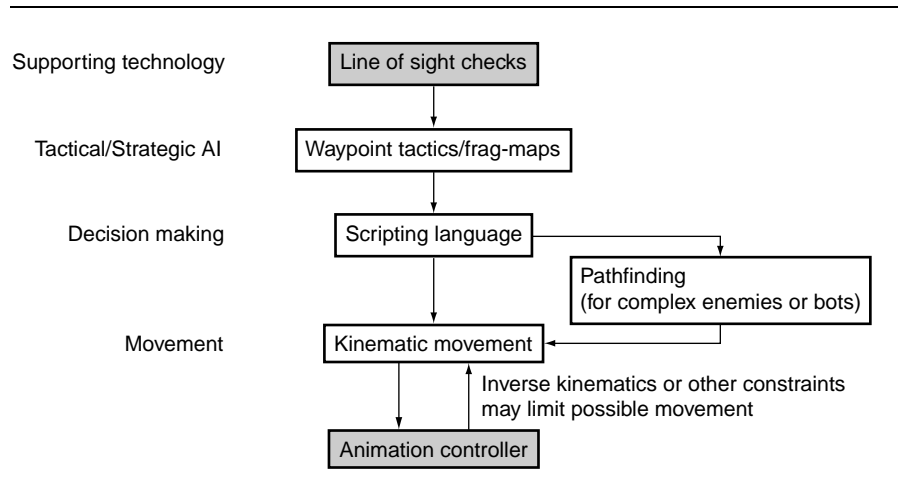 Supporting technology
Line of sight checks
Tactical/Strategic AI
Waypoint tactics/frag-maps
Decision making
Scripting language
Pathfinding
(for complex enemies or bots)
Movement
Kinematic movement
Inverse kinematics or other constraints
may limit possible movement
Animation controller